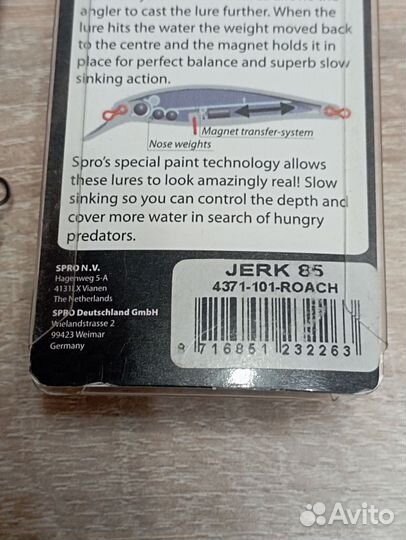 angler to cast the lure further. When the
lure hits the water the weight moved back
to the centre and the magnet holds it in
place for perfect balance and superb slow
sinking action.
Magnet transfer-system
Nose weights
Spro's special paint technology allows
these lures to look amazingly real! Slow
sinking so you can control the depth and
cover more water in search of hungry
predators.
SPRO N.V.
Hagenweg 5-A
4131LX Vianen
The Netherlands
SPRO Deutschland GmbH
Wielandstrasse 2
99423 Weimar
Germany
JERK 85
4371-101-ROACH
716851 232263
Avito